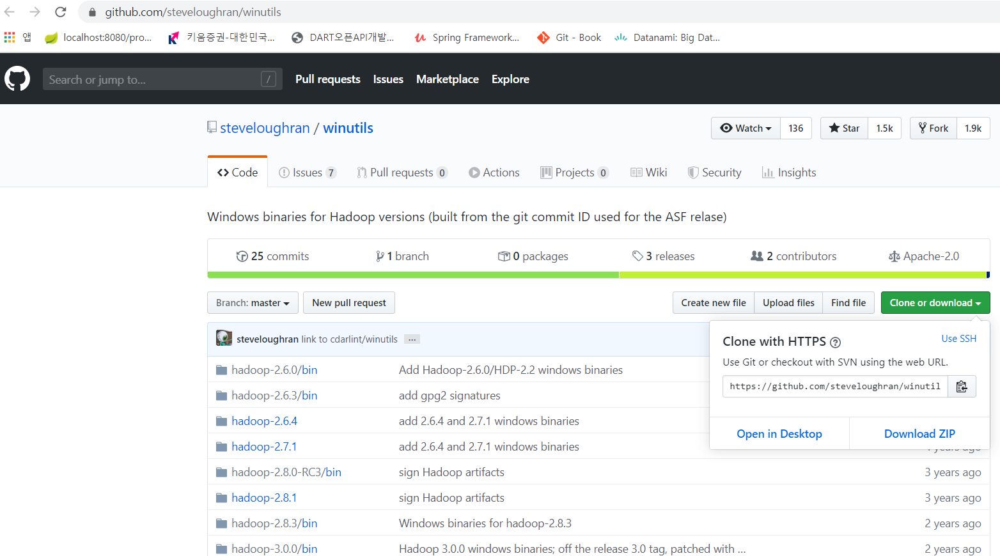 github.com/steveloughran/winutils
앱 localhost:8080/pro... 키움증권-대한민국... DART오픈API개발... Spring Framework... Git - Book Datanami: Big Dat...
Search or jump to... / Pull requests Issues Marketplace Explore
steveloughran / winutils Watch 136 Star 1.5k Fork 1.9k
Code Issues 7 Pull requests 0 Actions Projects 0 Wiki Security Insights
Windows binaries for Hadoop versions (built from the git commit ID used for the ASF relase)
25 commits 1 branch 0 packages 3 releases 2 contributors Apache-2.0
Branch: master New pull request Create new file Upload files Find file Clone or download
steveloughran link to cdarlint/winutils ...
Clone with HTTPS Use SSH
Use Git or checkout with SVN using the web URL.
https://github.com/steveloughran/winutil
Open in Desktop Download ZIP
hadoop-2.6.0/bin Add Hadoop-2.6.0/HDP-2.2 windows binaries
hadoop-2.6.3/bin add gpg2 signatures
hadoop-2.6.4 add 2.6.4 and 2.7.1 windows binaries
hadoop-2.7.1 add 2.6.4 and 2.7.1 windows binaries years ago
hadoop-2.8.0-RC3/bin sign Hadoop artifacts 3 years ago
hadoop-2.8.1 sign Hadoop artifacts 3 years ago
hadoop-2.8.3/bin Windows binaries for hadoop-2.8.3 2 years ago
hadoop-3.0.0/bin Hadoop 3.0.0 windows binaries; off the release 3.0 tag, patched with ... 2 years ago